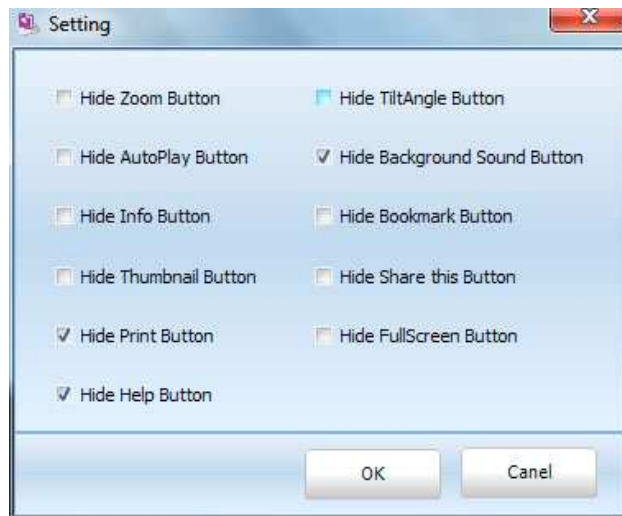 Setting
Hide Zoom Button
Hide TiltAngle Button
Hide AutoPlay Button
Hide Background Sound Button
Hide Info Button
Hide Bookmark Button
Hide Thumbnail Button
Hide Share this Button
Hide Print Button
Hide FullScreen Button
Hide Help Button
OK
Canel